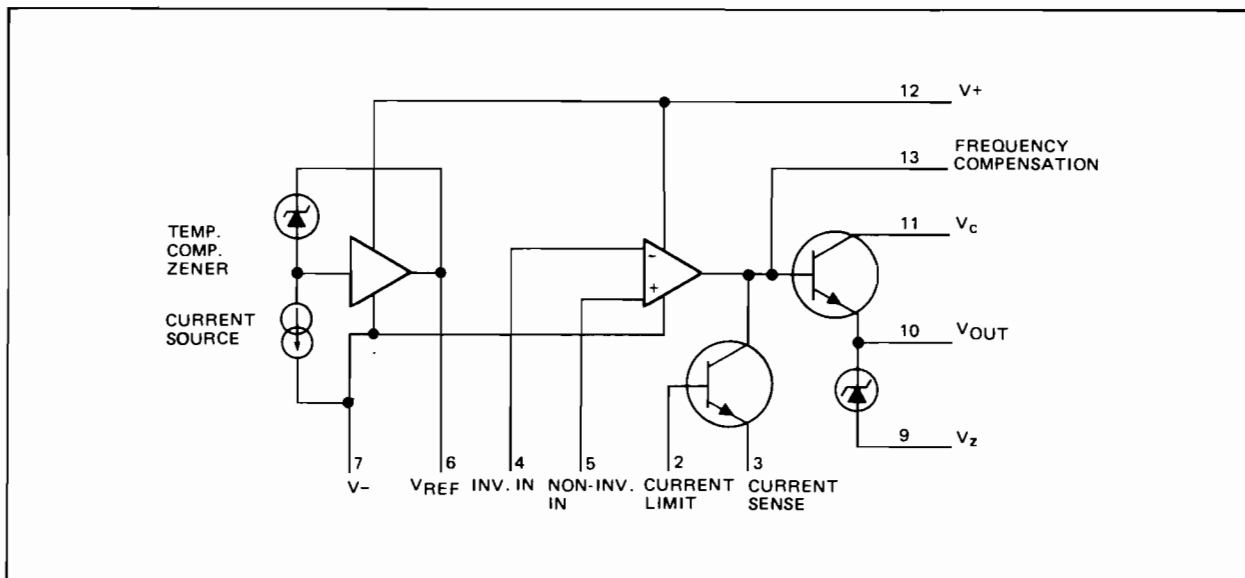 12 V+
13 FREQUENCY
COMPENSATION
11 Vc
TEMP.
COMP.
ZENER
-
+
CURRENT
SOURCE
10 VOUT
9 Vz
7 6 4 5 2 3
V- VREF INV. IN NON-INV. IN CURRENT LIMIT CURRENT SENSE